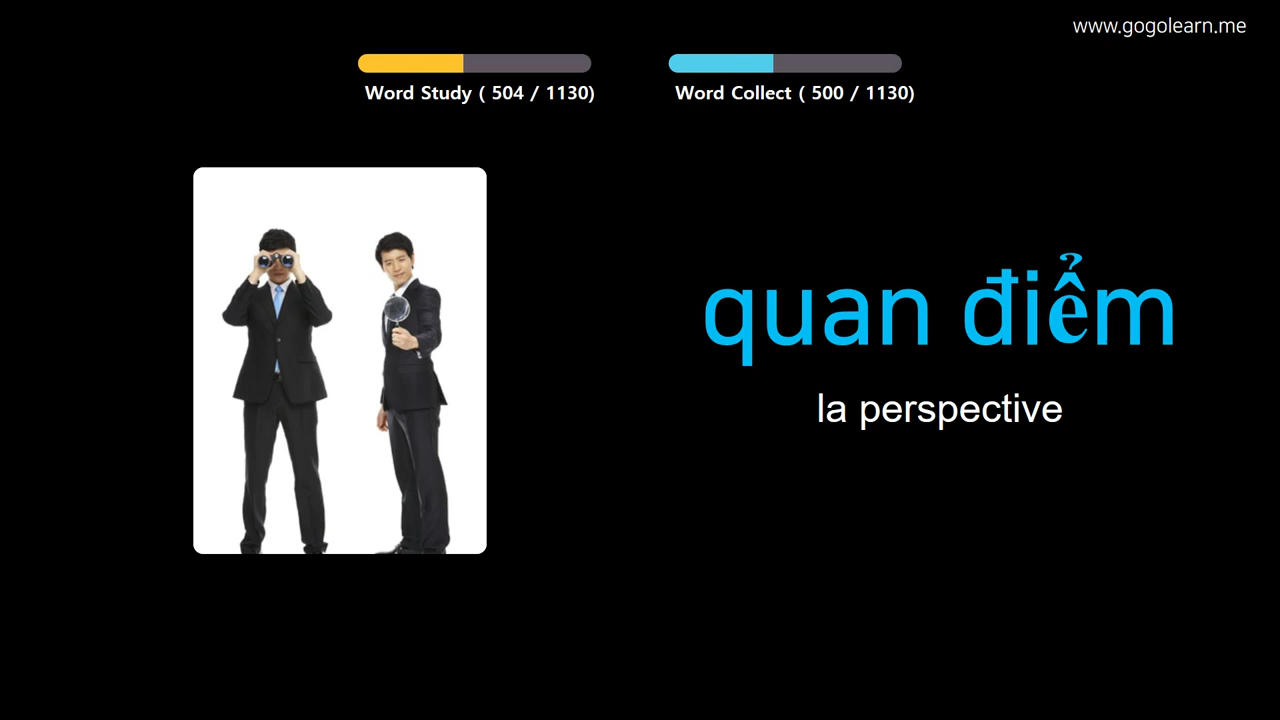 www.gogolearn.me
Word Study ( 504 / 1130)
Word Collect ( 500 / 1130)
quan điểm
la perspective